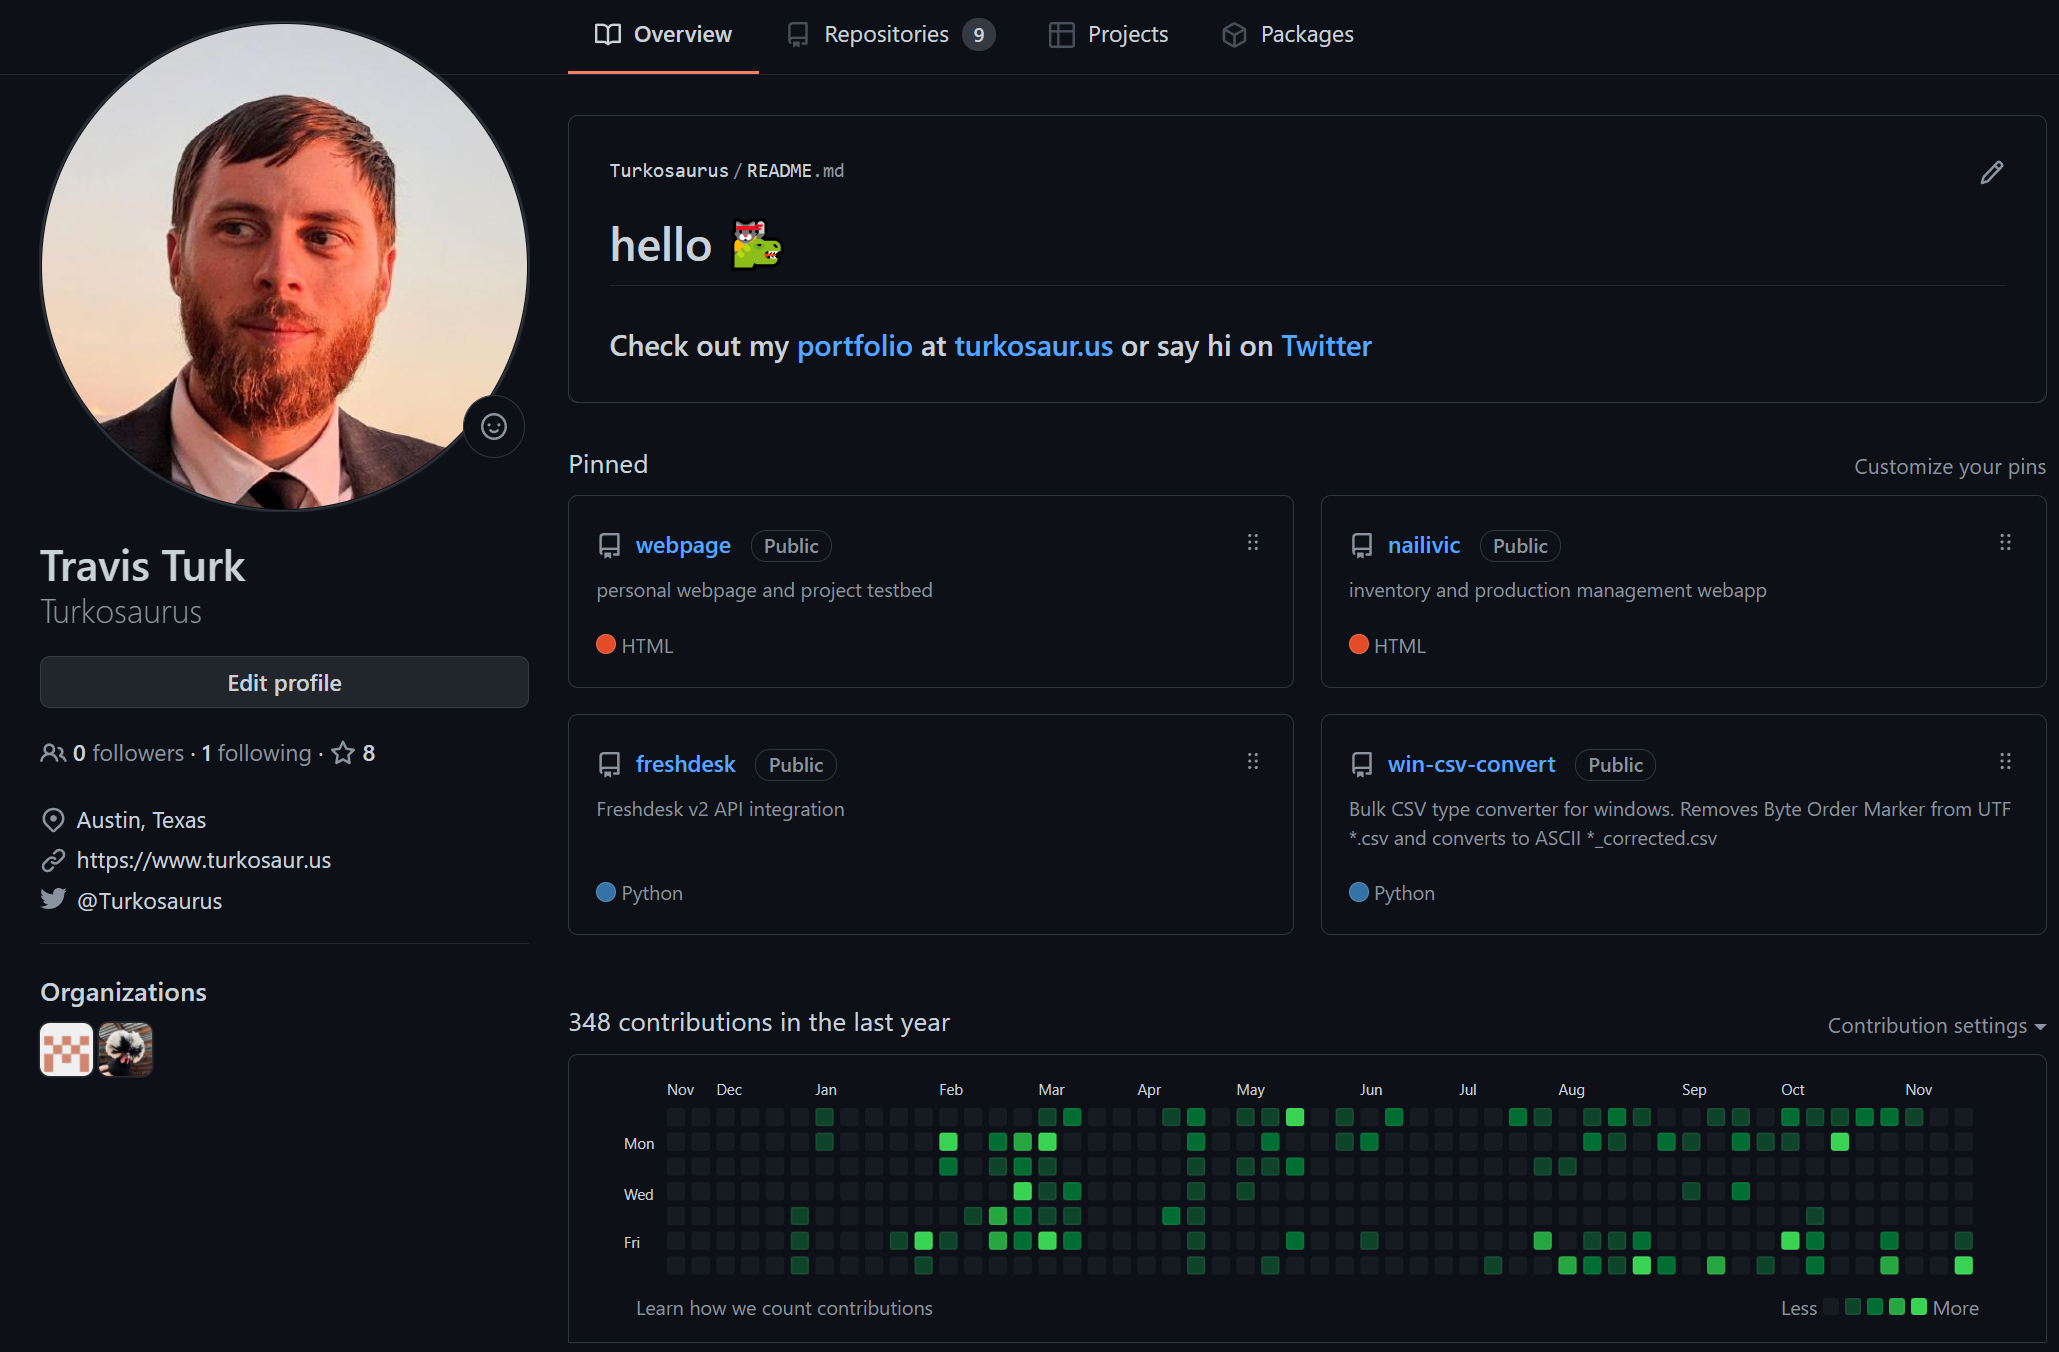 Overview
Repositories 9
Projects
Packages
Turkosaurus/README.md
hello
Check out my portfolio at turkosaur.us or say hi on Twitter
Travis Turk
Turkosaurus
Edit profile
0 followers · 1 following · 8
Austin, Texas
https://www.turkosaur.us
@Turkosaurus
Organizations
Pinned
Customize your pins
webpage Public
personal webpage and project testbed
HTML
nailivic Public
inventory and production management webapp
HTML
freshdesk Public
Freshdesk v2 API integration
Python
win-csv-convert Public
Bulk CSV type converter for windows. Removes Byte Order Marker from UTF
*.csv and converts to ASCII *_corrected.csv
Python
348 contributions in the last year
Contribution settings
Nov Dec Jan Feb Mar Apr May Jun Jul Aug Sep Oct Nov
Mon
Wed
Fri
Learn how we count contributions
Less More